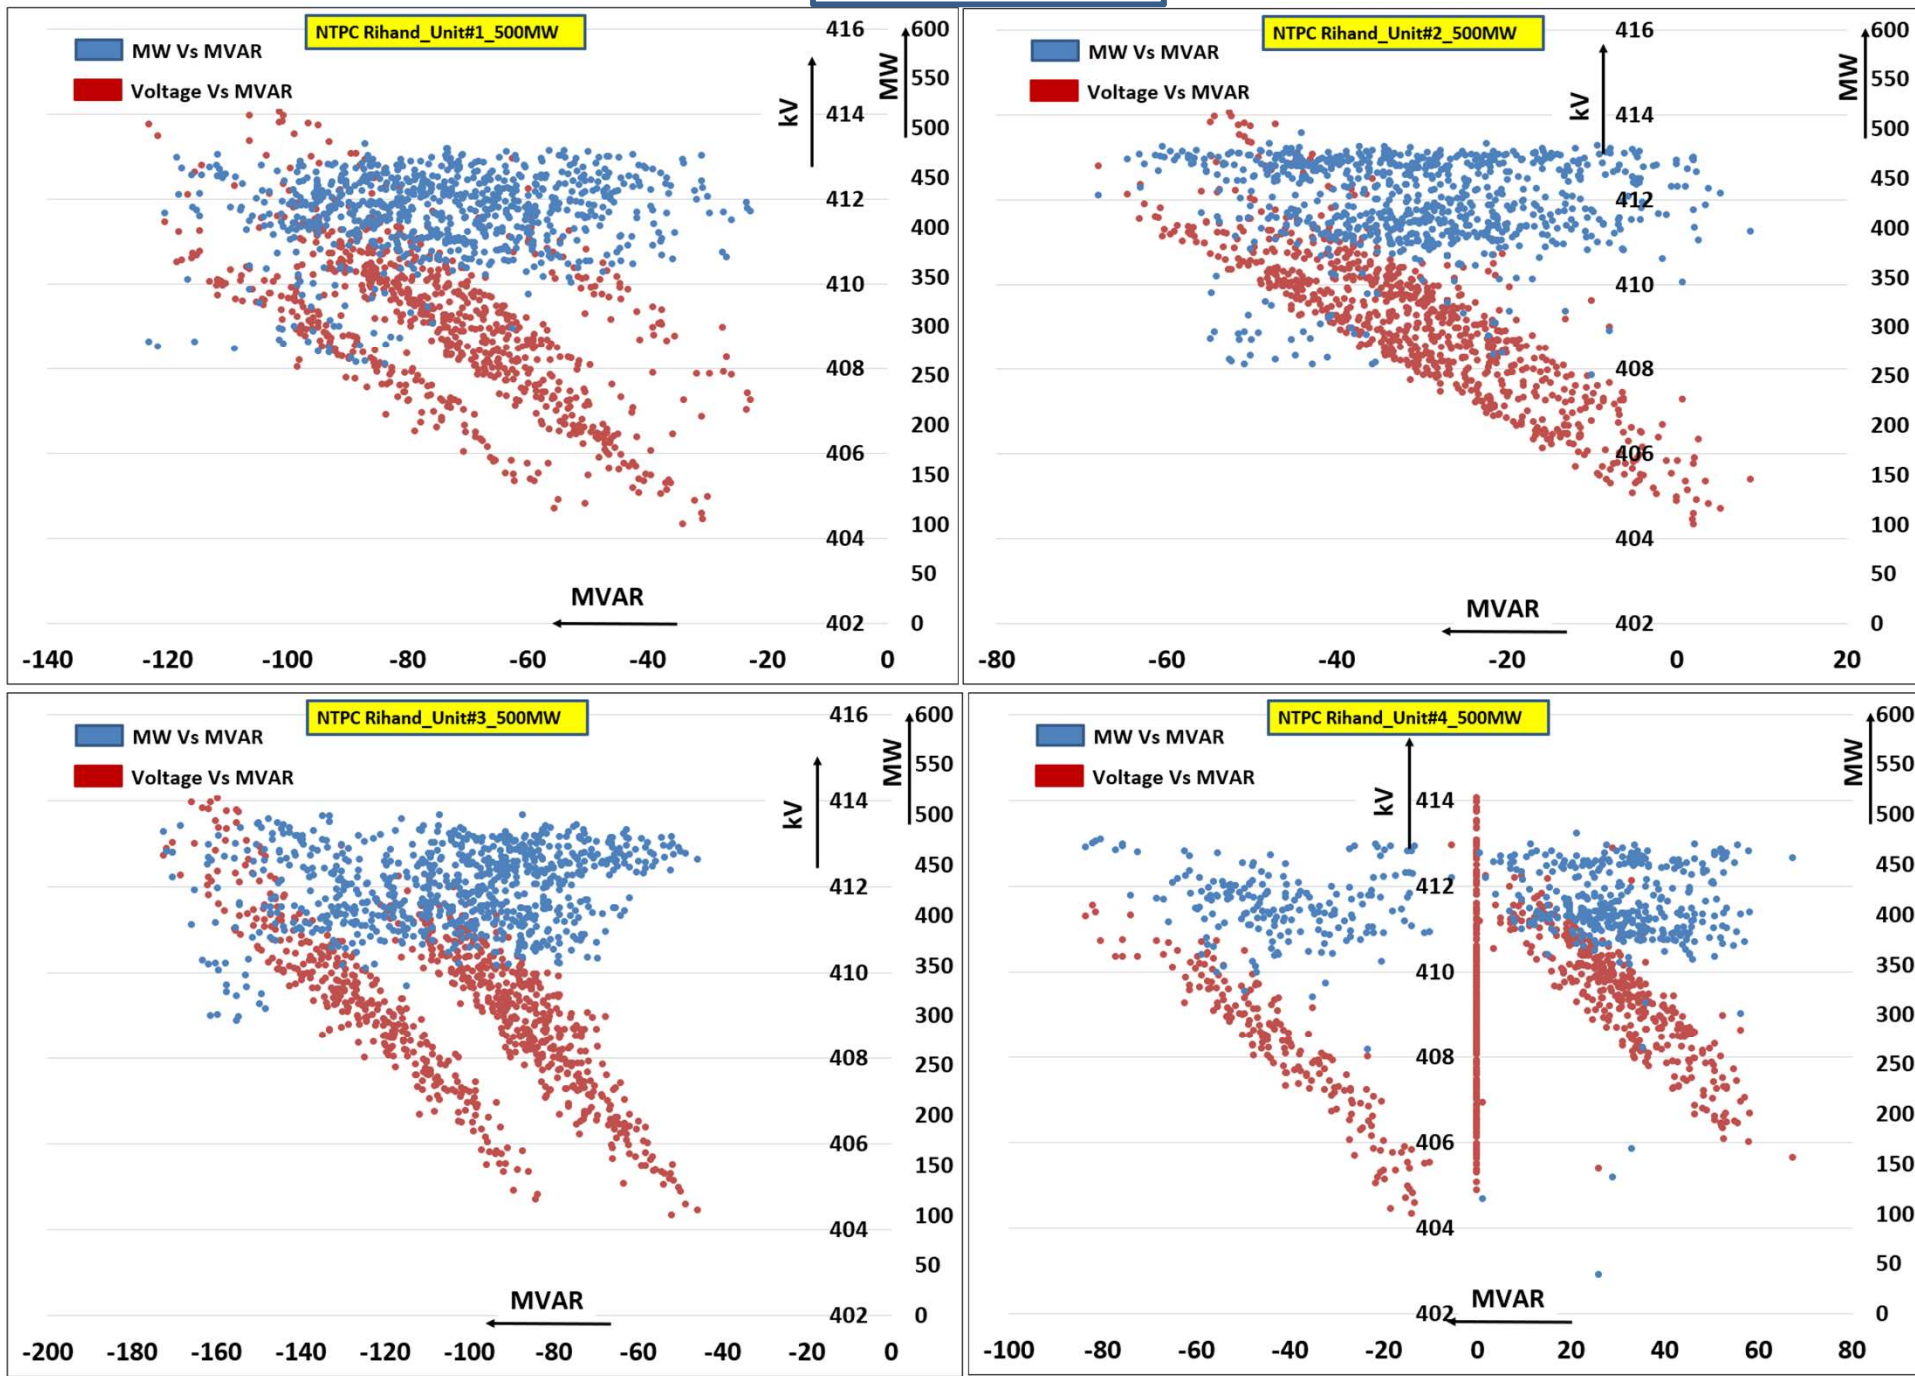 NTPC Rihand_Unit#1_500MW
MW Vs MVAR
Voltage Vs MVAR
kV
MW
416
414
412
410
408
406
404
402
600
550
500
450
400
350
300
250
200
150
100
50
0
MVAR
-140 -120 -100 -80 -60 -40 -20 0
NTPC Rihand_Unit#2_500MW
MW Vs MVAR
Voltage Vs MVAR
kV
MW
416
414
412
410
408
406
404
402
600
550
500
450
400
350
300
250
200
150
100
50
0
MVAR
-80 -60 -40 -20 0 20
NTPC Rihand_Unit#3_500MW
MW Vs MVAR
Voltage Vs MVAR
kV
MW
416
414
412
410
408
406
404
402
600
550
500
450
400
350
300
250
200
150
100
50
0
MVAR
-200 -180 -160 -140 -120 -100 -80 -60 -40 -20 0
NTPC Rihand_Unit#4_500MW
MW Vs MVAR
Voltage Vs MVAR
kV
MW
414
412
410
408
406
404
402
600
550
500
450
400
350
300
250
200
150
100
50
0
MVAR
-100 -80 -60 -40 -20 0 20 40 60 80